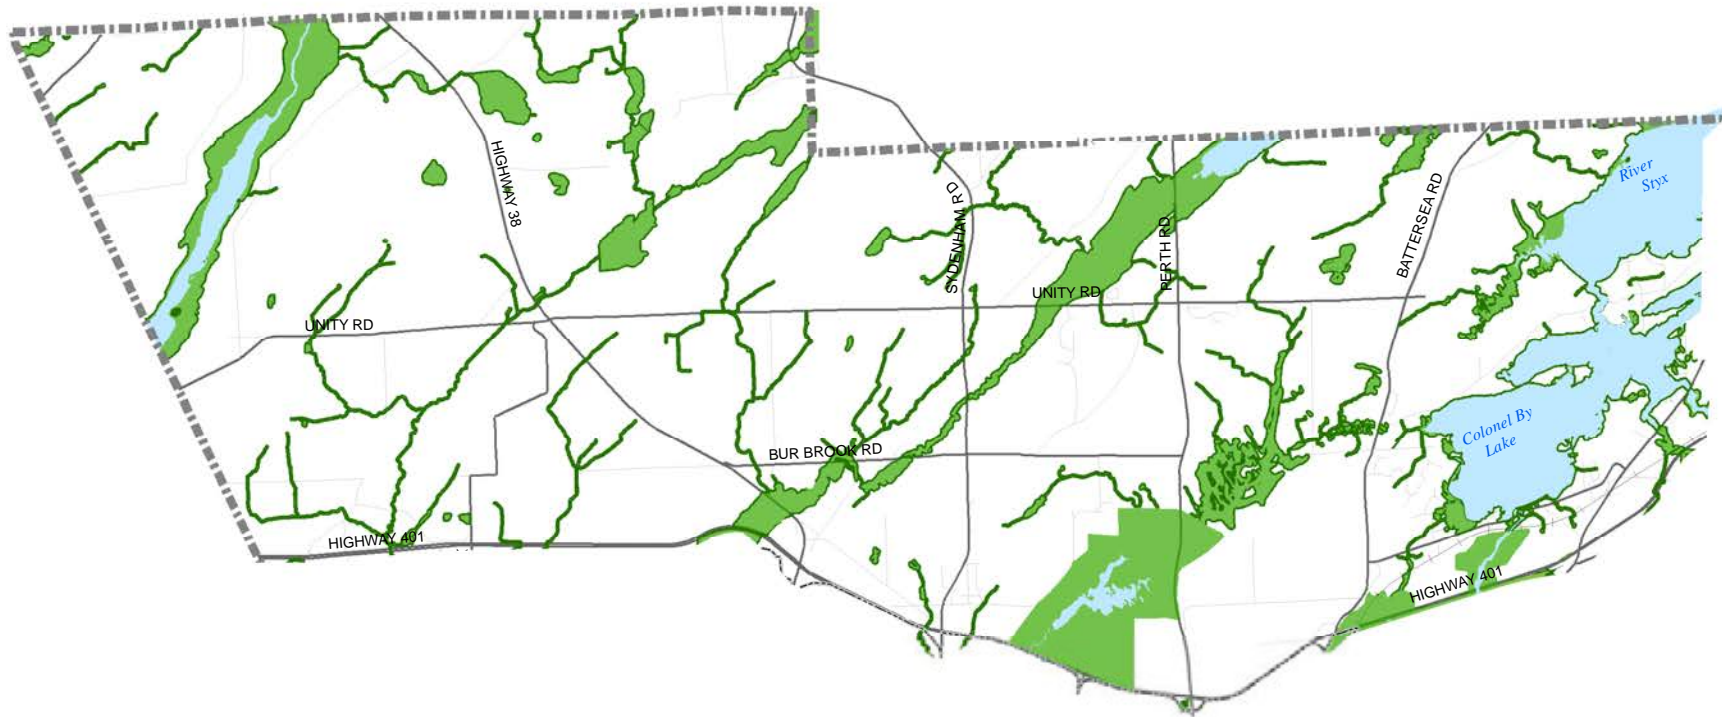 HIGHWAY 38
River
Styx
BATTERSEA RD
SYDENHAM RD
PERTH RD
UNITY RD
UNITY RD
Colonel By
Lake
BUR BROOK RD
HIGHWAY 401
HIGHWAY 401